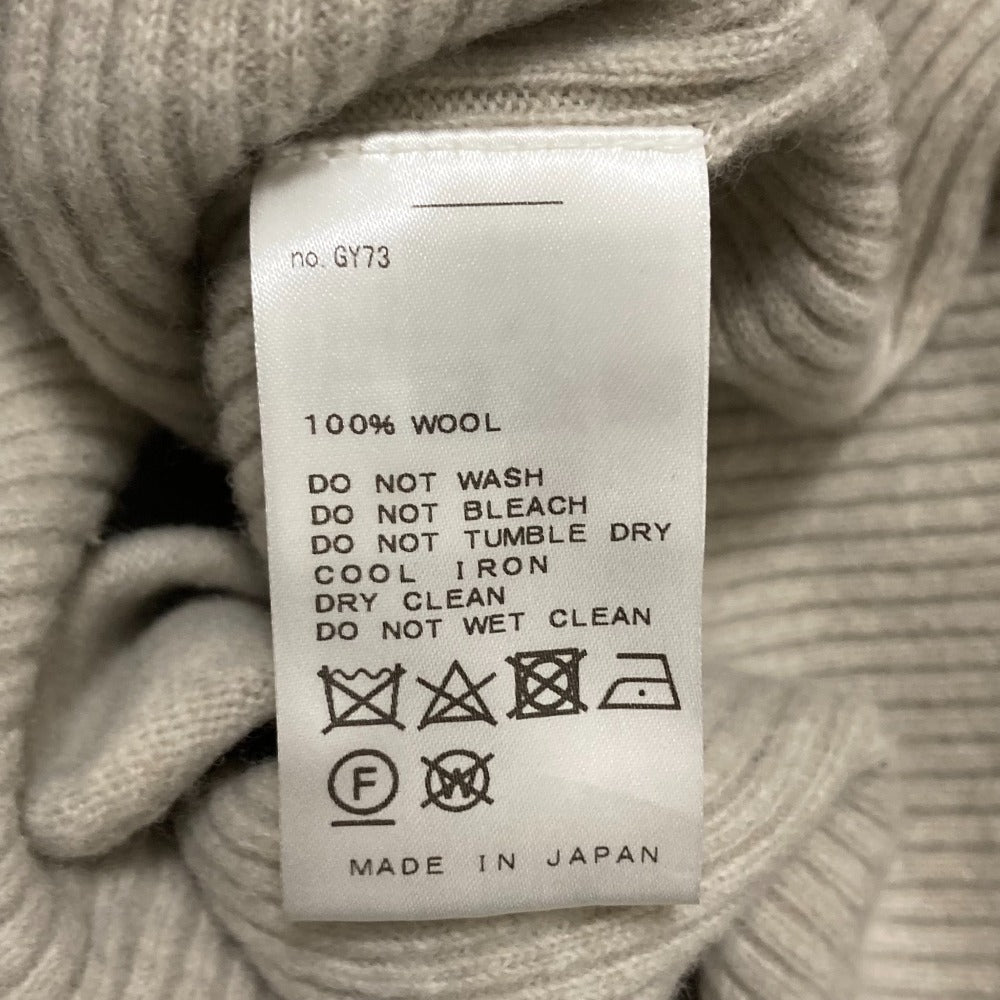 no. GY73
100% WOOL
DO NOT WASH
DO NOT BLEACH
DO NOT TUMBLE DRY
COOL IRON
DRY CLEAN
DO NOT WET CLEAN
F W
MADE IN JAPAN